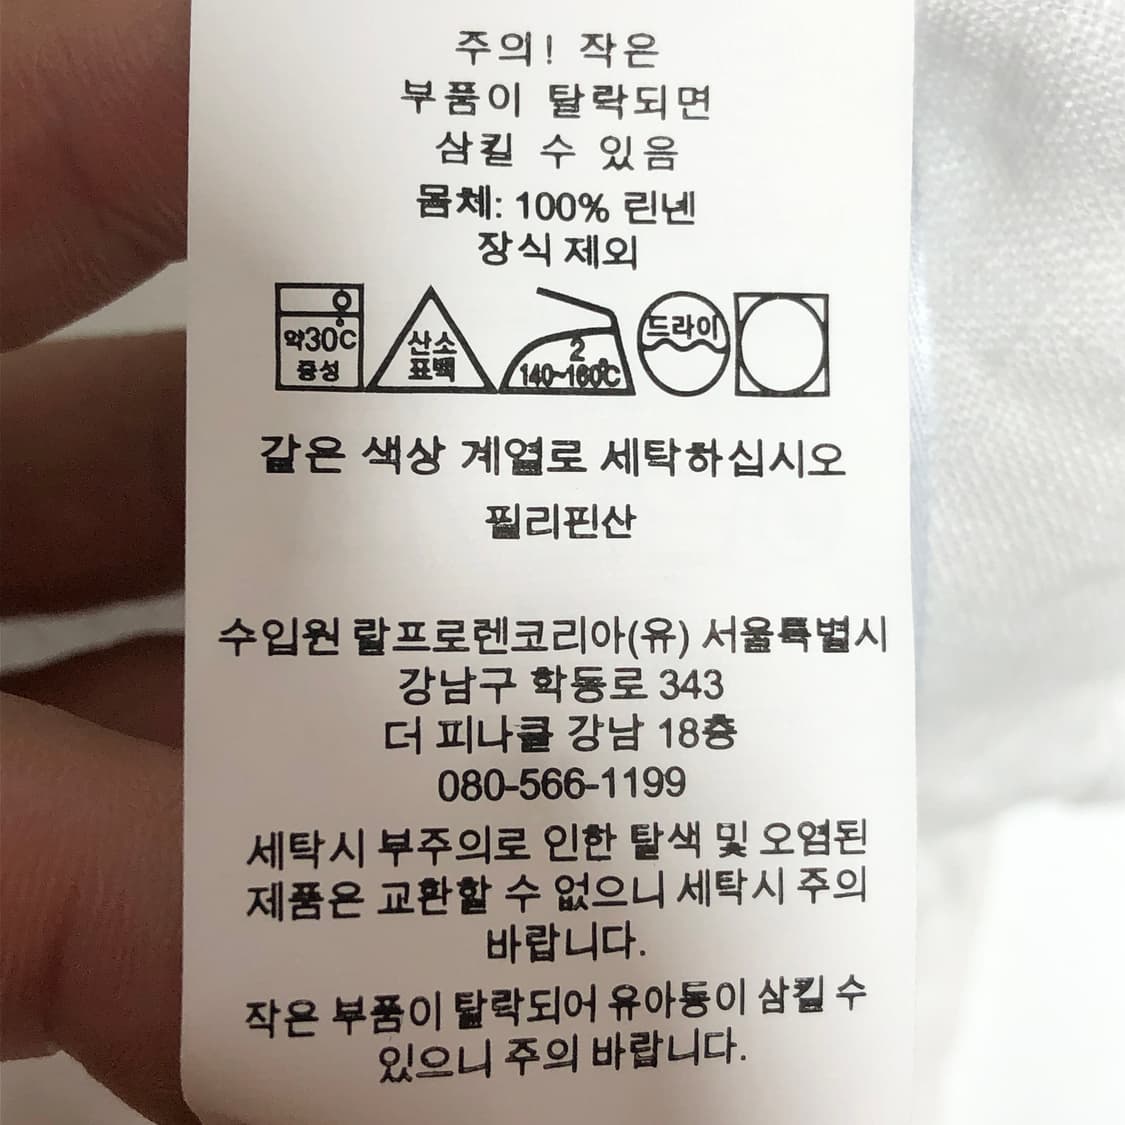 주의! 작은
부품이 탈락되면
삼킬 수 있음
몸체: 100% 린넨
장식 제외
약30℃
중성
산소
표백
2
140~160℃
드라이
같은 색상 계열로 세탁하십시오
필리핀산
수입원 랄프로렌코리아(유) 서울특별시
강남구 학동로 343
더 피나클 강남 18층
080-566-1199
세탁시 부주의로 인한 탈색 및 오염된
제품은 교환할 수 없으니 세탁시 주의
바랍니다.
작은 부품이 탈락되어 유아동이 삼킬 수
있으니 주의 바랍니다.